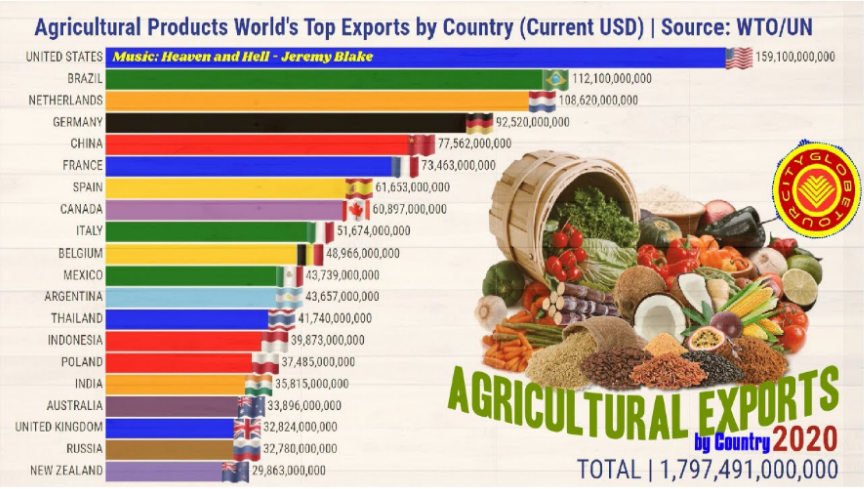 Agricultural Products World's Top Exports by Country (Current USD) | Source: WTO/UN
UNITED STATES Music: Heaven and Hell - Jeremy Blake 159,100,000,000
BRAZIL 112,100,000,000
NETHERLANDS 108,620,000,000
GERMANY 92,520,000,000
CHINA 77,562,000,000
FRANCE 73,463,000,000
SPAIN 61,653,000,000
CANADA 60,897,000,000
ITALY 51,674,000,000
BELGIUM 48,966,000,000
MEXICO 43,739,000,000
ARGENTINA 43,657,000,000
THAILAND 41,740,000,000
INDONESIA 39,873,000,000
POLAND 37,485,000,000
INDIA 35,815,000,000
AUSTRALIA 33,896,000,000
UNITED KINGDOM 32,824,000,000
RUSSIA 32,780,000,000
NEW ZEALAND 29,863,000,000
CITYGLOBETOUR
AGRICULTURAL EXPORTS
by Country 2020
TOTAL | 1,797,491,000,000